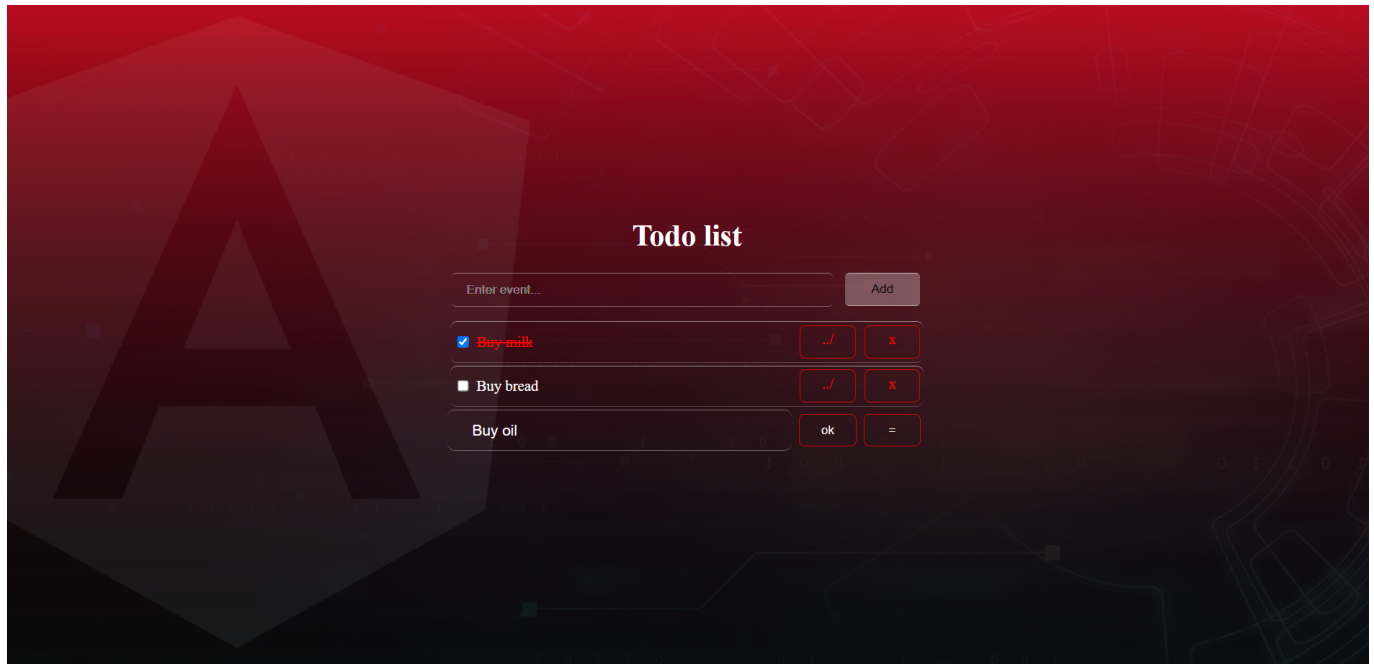 Todo list
Enter event... Add
Buy milk ../ x
Buy bread ../ x
Buy oil ok =